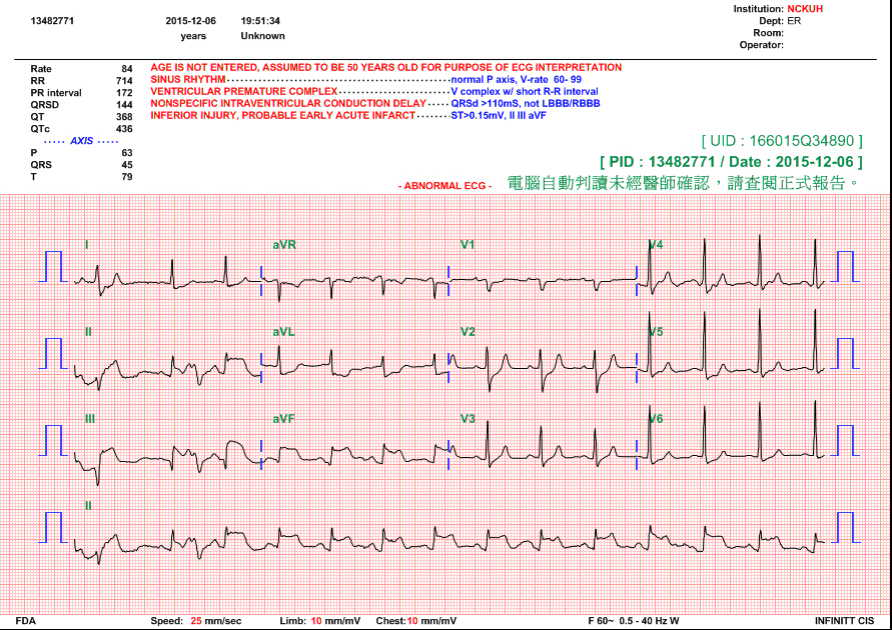 Institution: NCKUH
13482771 2015-12-06 19:51:34 Dept: ER
years Unknown Room:
Operator:
Rate 84 AGE IS NOT ENTERED, ASSUMED TO BE 50 YEARS OLD FOR PURPOSE OF ECG INTERPRETATION
RR 714 SINUS RHYTHM normal P axis, V-rate 60- 99
PR interval 172 VENTRICULAR PREMATURE COMPLEX V complex w/ short R-R interval
QRSD 144 NONSPECIFIC INTRAVENTRICULAR CONDUCTION DELAY QRSd >110mS, not LBBB/RBBB
QT 368 INFERIOR INJURY, PROBABLE EARLY ACUTE INFARCT ST>0.15mV, II III aVF
QTc 436
----- AXIS -----
P 63
QRS 45
T 79
[ UID : 166015Q34890 ]
[ PID : 13482771 / Date : 2015-12-06 ]
- ABNORMAL ECG - 電腦自動判讀未經醫師確認，請查閱正式報告。
I aVR V1 V4
II aVL V2 V5
III aVF V3 V6
II
FDA Speed: 25 mm/sec Limb: 10 mm/mV Chest: 10 mm/mV F 60~ 0.5 - 40 Hz W INFINITT CIS